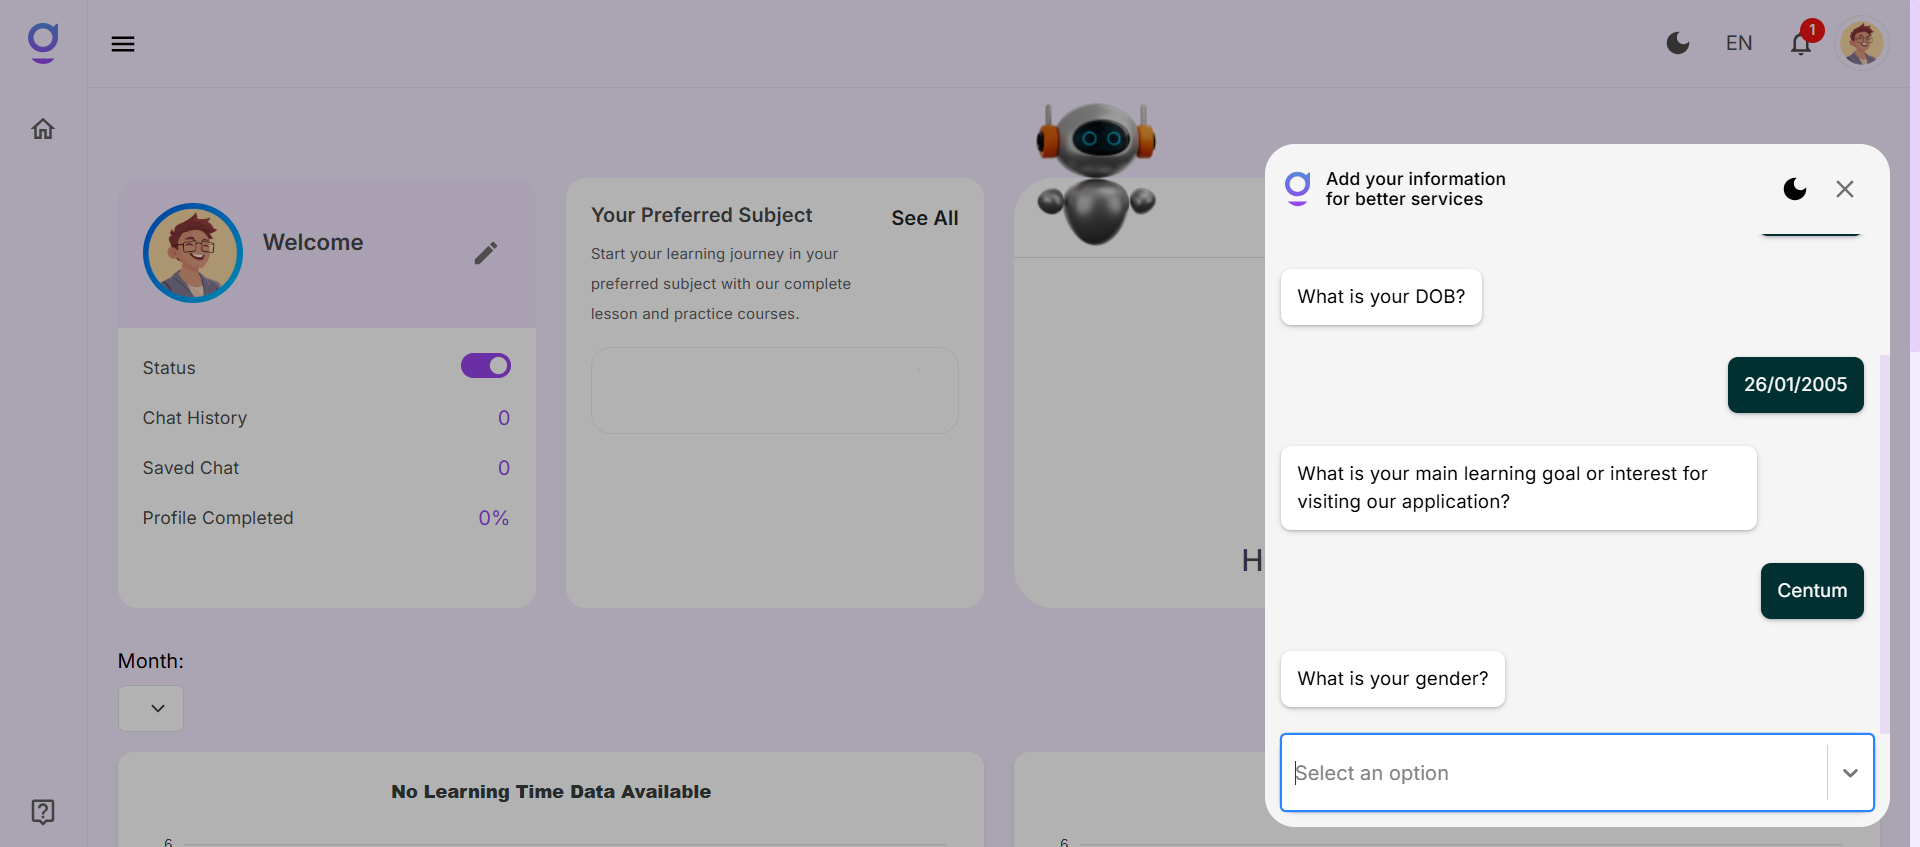 EN
1
Welcome
Status
Chat History 0
Saved Chat 0
Profile Completed 0%
Your Preferred Subject
See All
Start your learning journey in your
preferred subject with our complete
lesson and practice courses.
H
Month:
No Learning Time Data Available
6
6
Add your information
for better services
What is your DOB?
26/01/2005
What is your main learning goal or interest for
visiting our application?
Centum
What is your gender?
Select an option